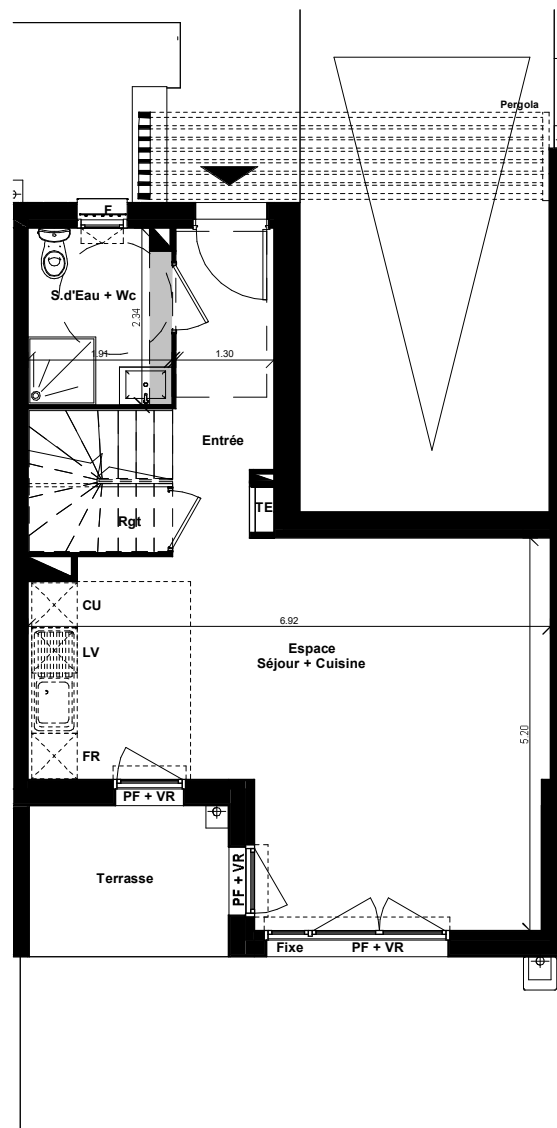 Pergola
F
S.d'Eau + Wc
2.34
1.91
1.30
Entrée
TE
Rgt
CU
6.92
LV
Espace
Séjour + Cuisine
5.20
FR
PF + VR
Terrasse
PF + VR
Fixe
PF + VR